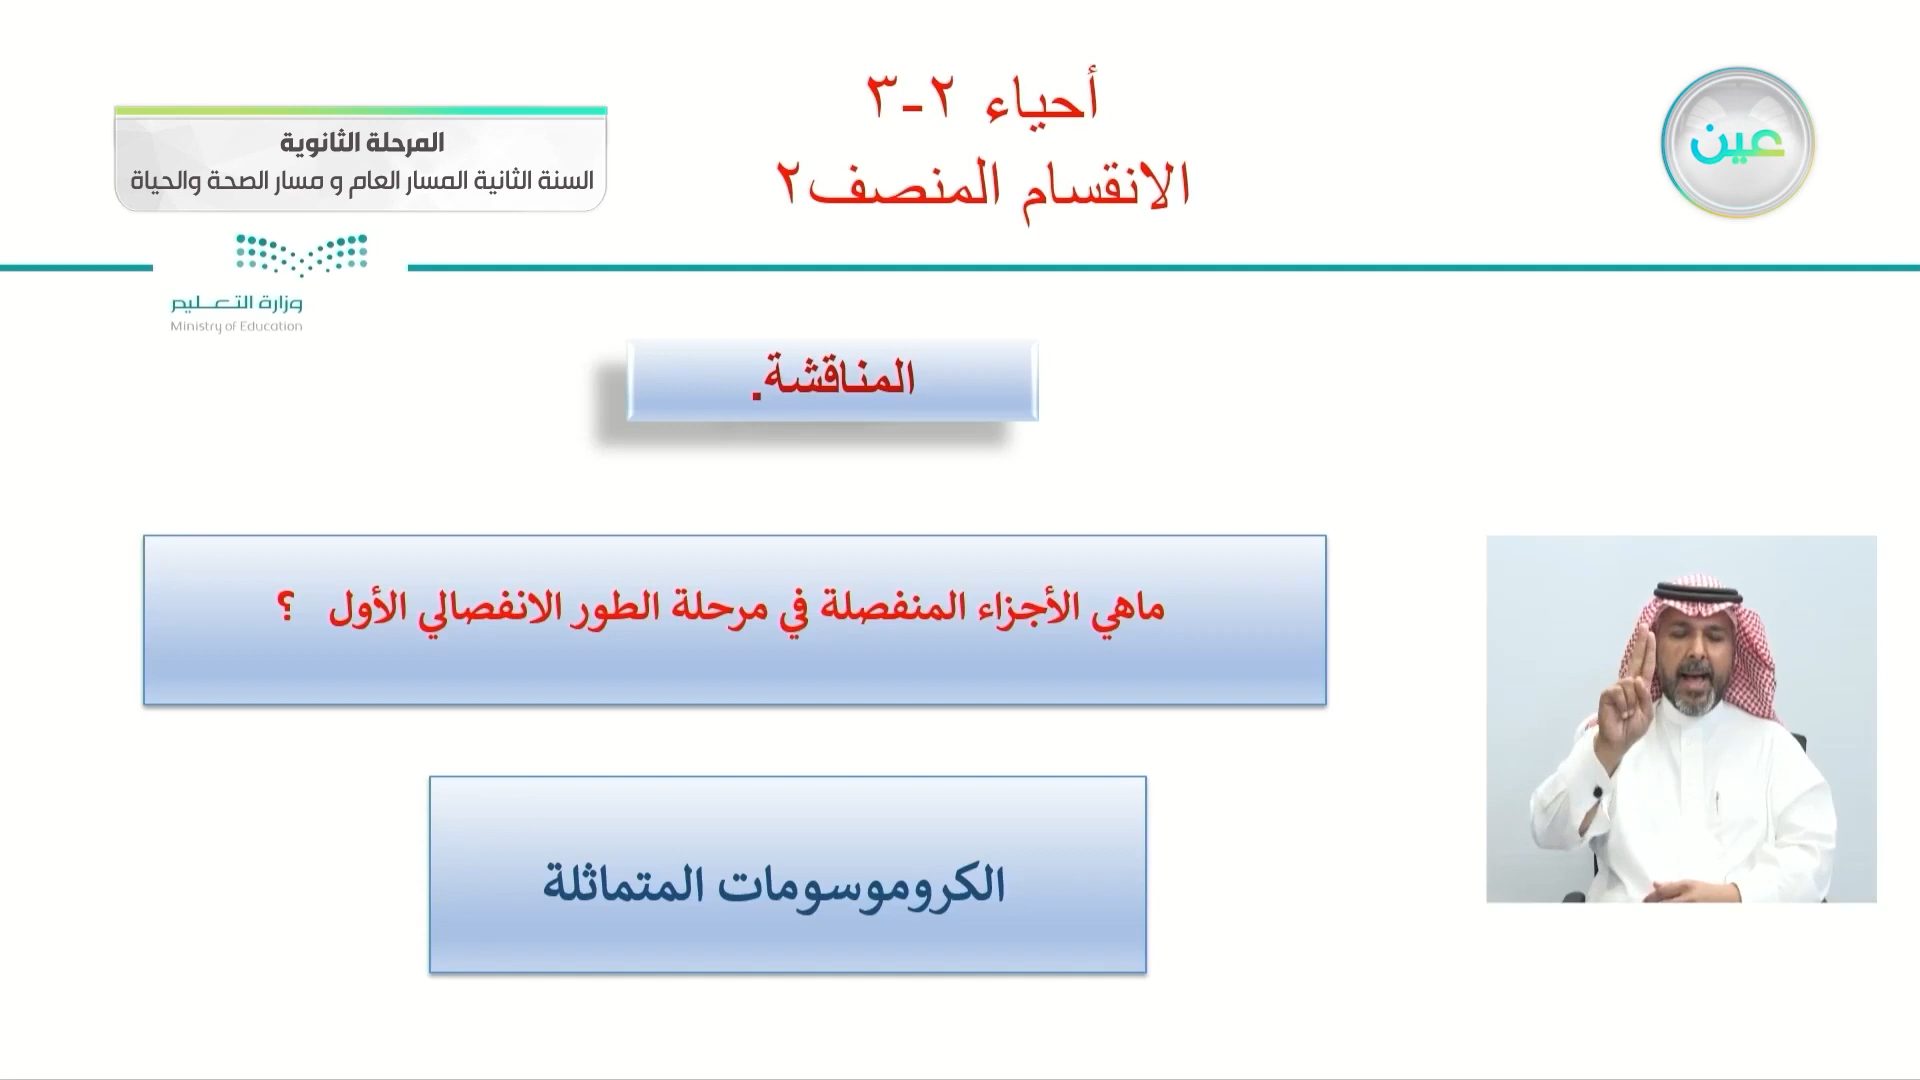 أحياء ٢-٣
الانقسام المنصف٢
المرحلة الثانوية
السنة الثانية المسار العام و مسار الصحة والحياة
عين
وزارة التعـــليم
Ministry of Education
المناقشة.
ماهي الأجزاء المنفصلة في مرحلة الطور الانفصالي الأول ؟
الكروموسومات المتماثلة